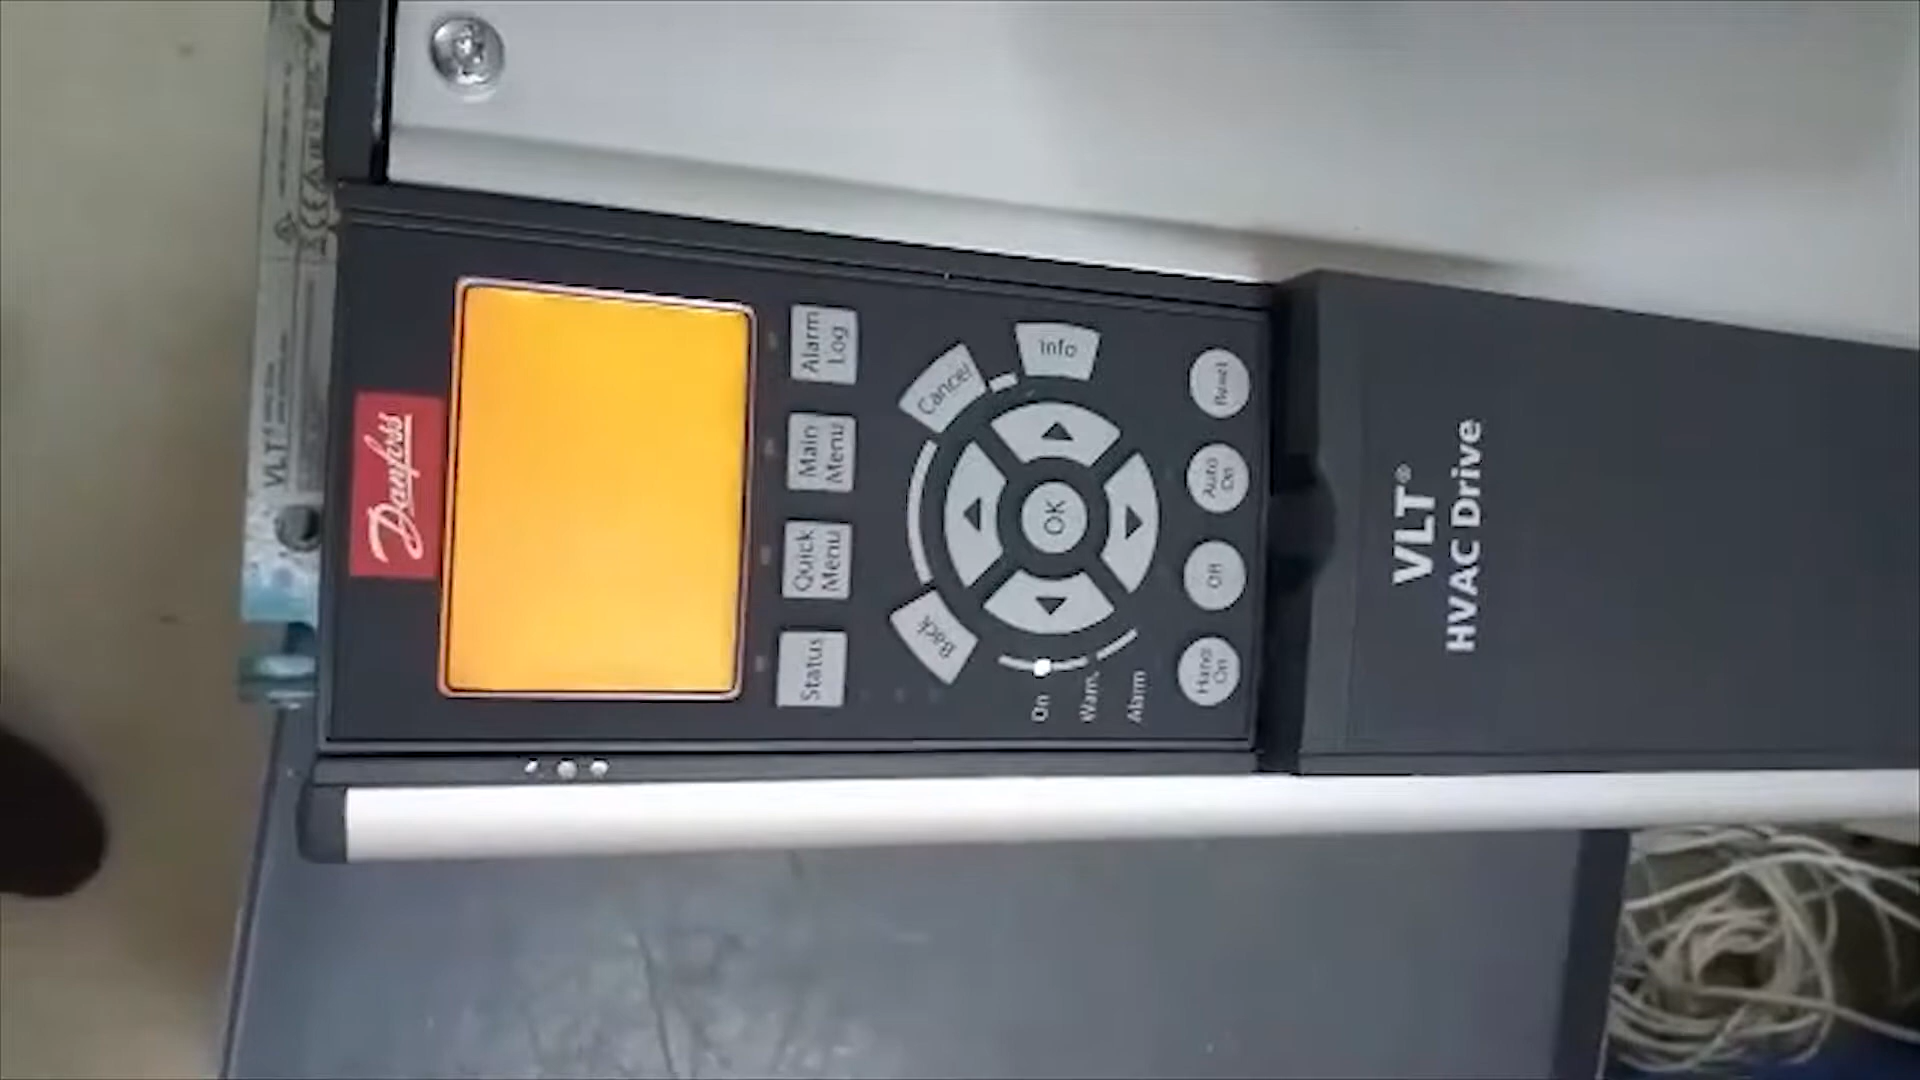 VLT®
Danfoss
Status
Quick
Menu
Main
Menu
Alarm
Log
Back
Cancel
Info
OK
On
Warn.
Alarm
Hand
On
Off
Auto
On
Reset
VLT®
HVAC Drive